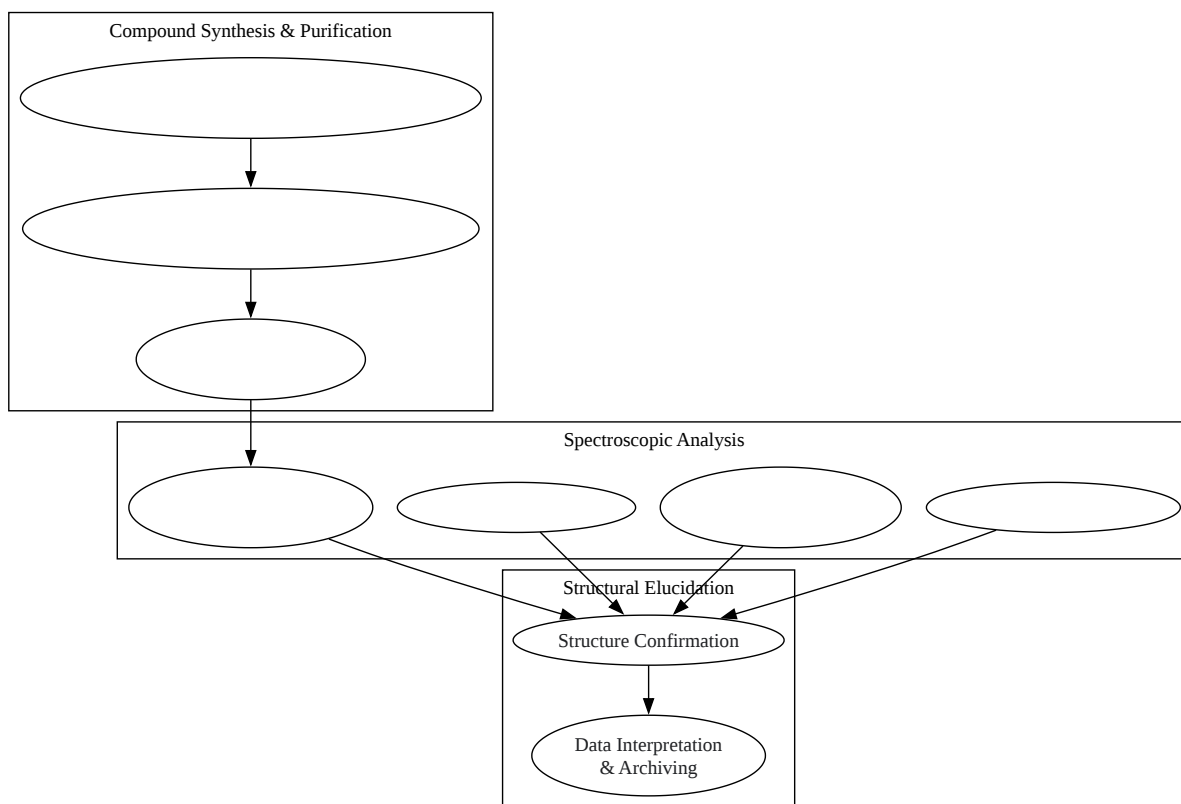 Compound Synthesis & Purification
Spectroscopic Analysis
Structural Elucidation
Structure Confirmation
Data Interpretation
& Archiving